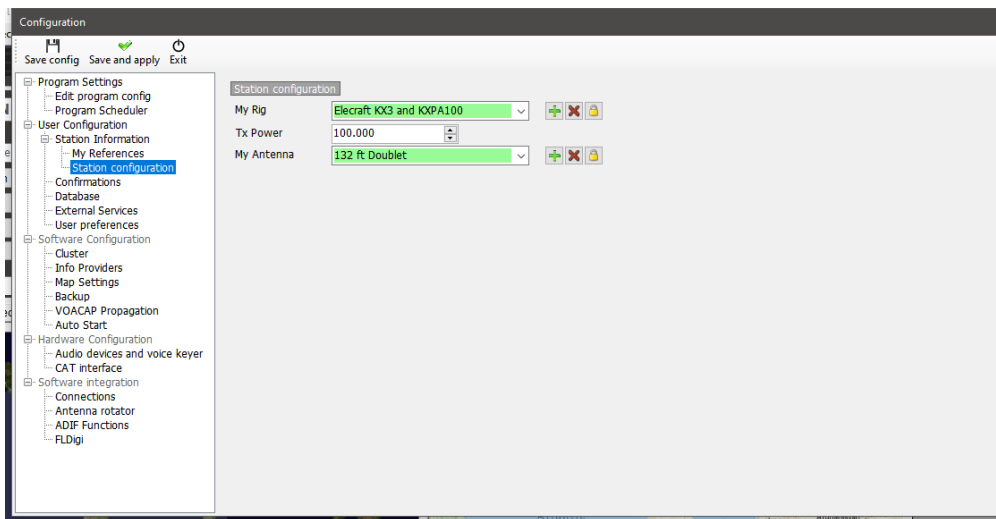 Configuration
Save config Save and apply Exit
Program Settings
Edit program config
Program Scheduler
User Configuration
Station Information
My References
Station configuration
Confirmations
Database
External Services
User preferences
Software Configuration
Cluster
Info Providers
Map Settings
Backup
VOACAP Propagation
Auto Start
Hardware Configuration
Audio devices and voice keyer
CAT interface
Software integration
Connections
Antenna rotator
ADIF Functions
FLDigi
Station configuration
My Rig Elecraft KX3 and KXPA100
Tx Power 100.000
My Antenna 132 ft Doublet